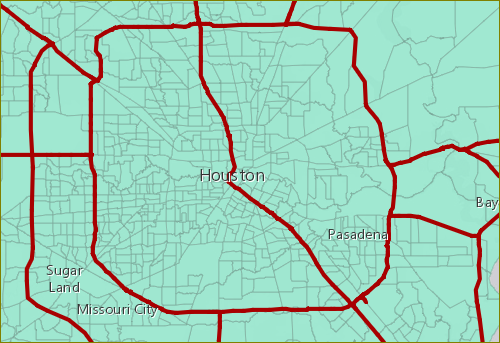 Houston
Bay
Pasadena
Sugar
Land
Missouri City